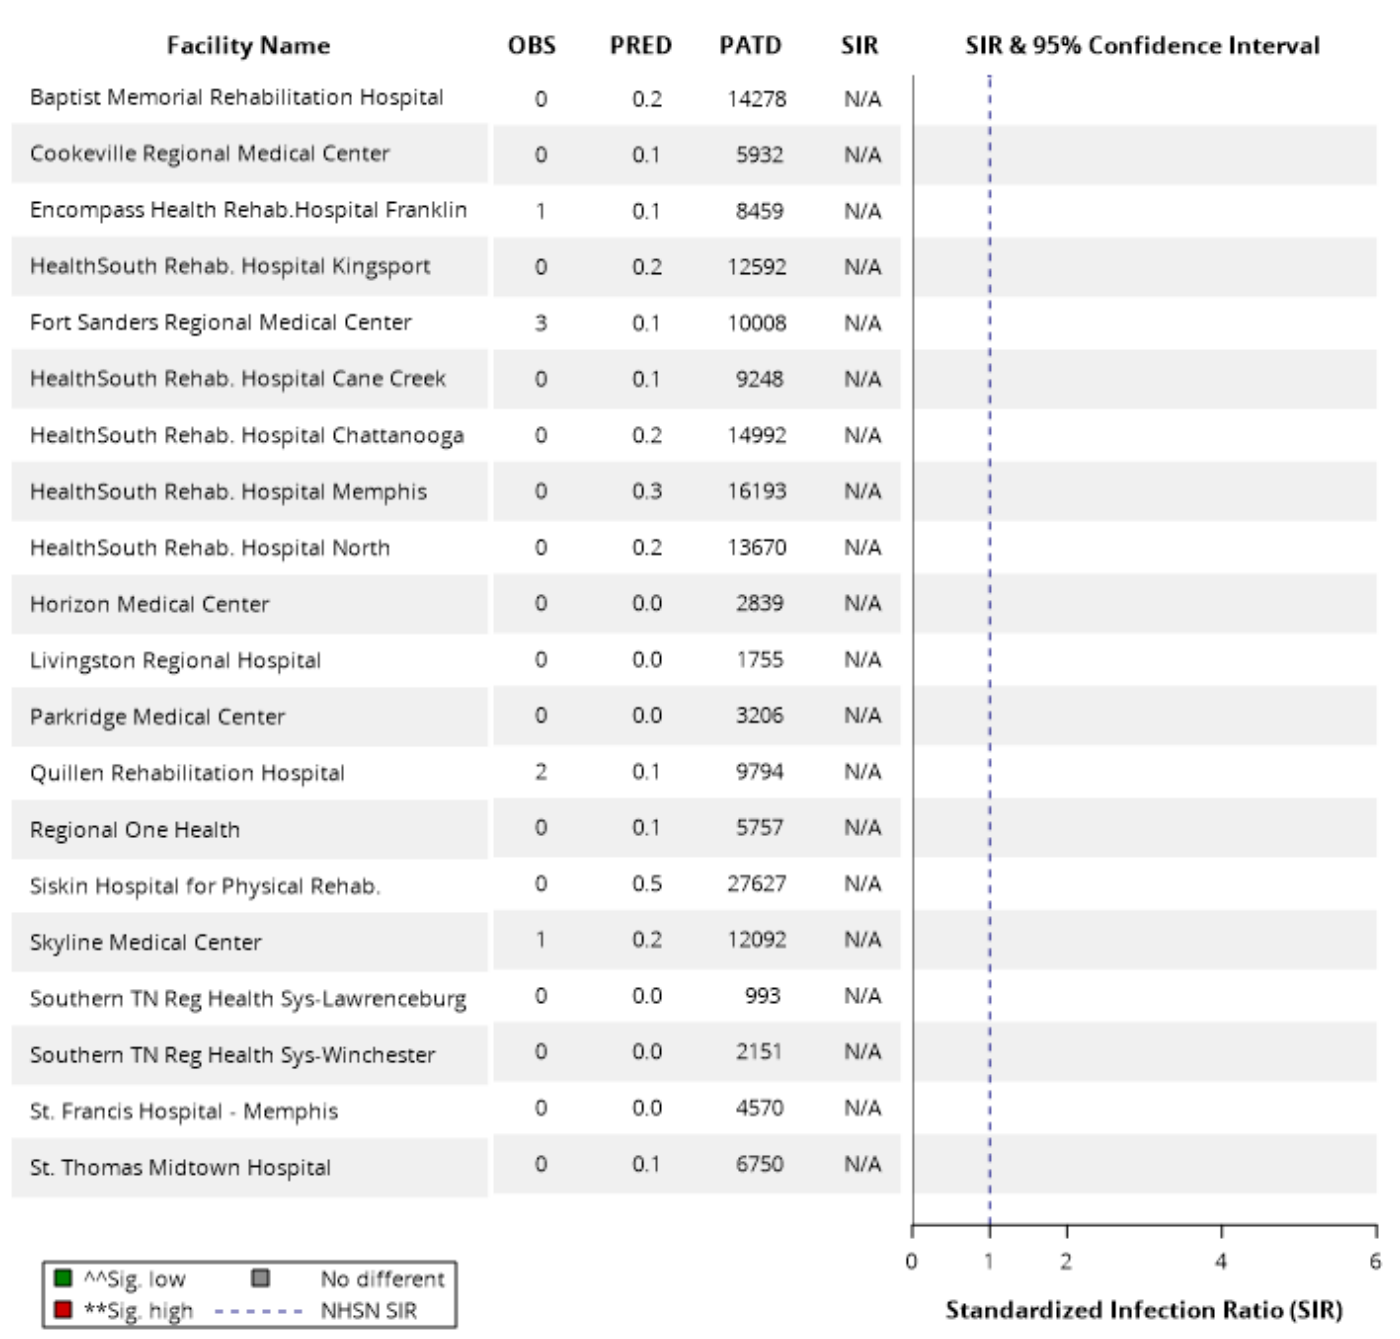 Facility Name OBS PRED PATD SIR SIR & 95% Confidence Interval
Baptist Memorial Rehabilitation Hospital 0 0.2 14278 N/A
Cookeville Regional Medical Center 0 0.1 5932 N/A
Encompass Health Rehab.Hospital Franklin 1 0.1 8459 N/A
HealthSouth Rehab. Hospital Kingsport 0 0.2 12592 N/A
Fort Sanders Regional Medical Center 3 0.1 10008 N/A
HealthSouth Rehab. Hospital Cane Creek 0 0.1 9248 N/A
HealthSouth Rehab. Hospital Chattanooga 0 0.2 14992 N/A
HealthSouth Rehab. Hospital Memphis 0 0.3 16193 N/A
HealthSouth Rehab. Hospital North 0 0.2 13670 N/A
Horizon Medical Center 0 0.0 2839 N/A
Livingston Regional Hospital 0 0.0 1755 N/A
Parkridge Medical Center 0 0.0 3206 N/A
Quillen Rehabilitation Hospital 2 0.1 9794 N/A
Regional One Health 0 0.1 5757 N/A
Siskin Hospital for Physical Rehab. 0 0.5 27627 N/A
Skyline Medical Center 1 0.2 12092 N/A
Southern TN Reg Health Sys-Lawrenceburg 0 0.0 993 N/A
Southern TN Reg Health Sys-Winchester 0 0.0 2151 N/A
St. Francis Hospital - Memphis 0 0.0 4570 N/A
St. Thomas Midtown Hospital 0 0.1 6750 N/A
0 1 2 4 6
^^Sig. low No different
**Sig. high NHSN SIR
Standardized Infection Ratio (SIR)